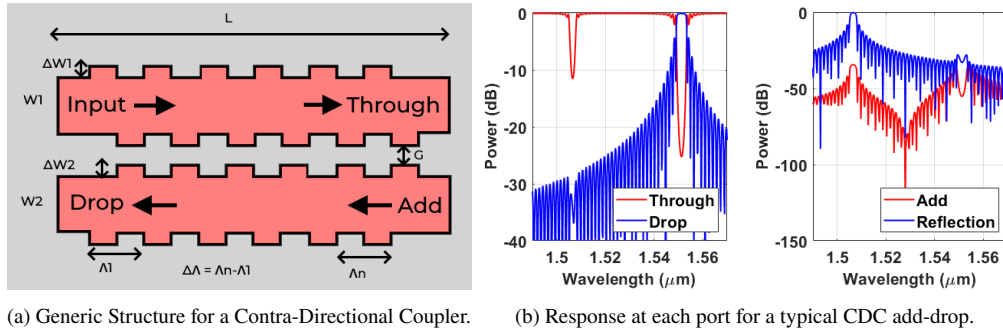 L
ΔW1
W1
Input
Through
G
ΔW2
W2
Drop
Add
Λ1
ΔΛ = Λn-Λ1
Λn
(a) Generic Structure for a Contra-Directional Coupler.
0
-10
-20
-30
-40
Power (dB)
Through
Drop
1.5
1.52
1.54
1.56
Wavelength (μm)
0
-50
-100
-150
Power (dB)
Add
Reflection
1.5
1.52
1.54
1.56
Wavelength (μm)
(b) Response at each port for a typical CDC add-drop.